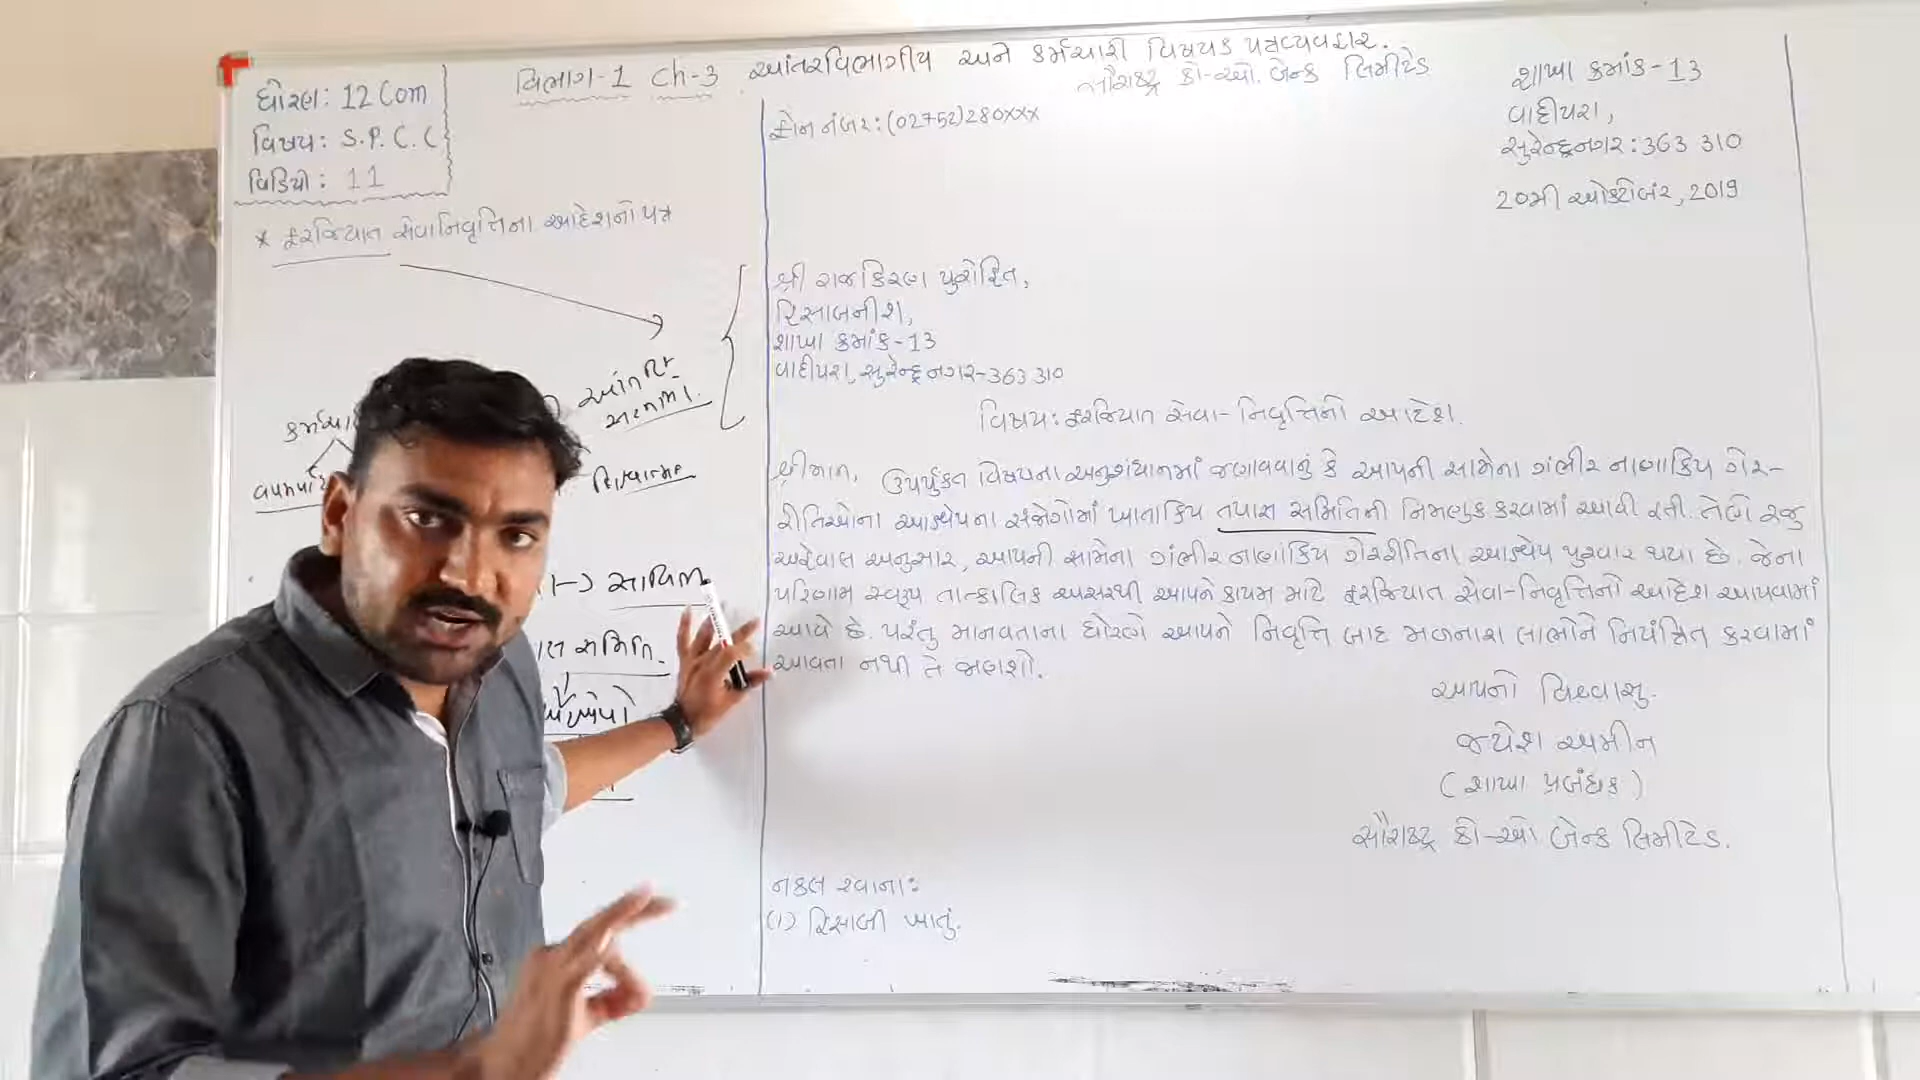 ધોરણ: 12 Com
વિષય: S.P.C.C
વિડિયો: 11
વિભાગ-1 Ch-3. આંતરવિભાગીય અને કર્મચારી વિષયક પત્રવ્યવહાર.
* ફરજિયાત સેવાનિવૃત્તિના આદેશનો પત્ર
સૌરાષ્ટ્ર કો-ઓ. બેન્ક લિમીટેડ
ફોન નંબર: (02752)280xxx
શાખા ક્રમાંક-13
વાદીપરા,
સુરેન્દ્રનગર: 363 310
20મી ઓક્ટોબર, 2019
શ્રી રાજકિરણ પુરોહિત,
હિસાબનીશ,
શાખા ક્રમાંક-13
વાદીપરા, સુરેન્દ્રનગર-363 310
વિષય: ફરજિયાત સેવા-નિવૃત્તિનો આદેશ.
શ્રીમાન, ઉપર્યુક્ત વિષયના અનુસંધાનમાં જણાવવાનું કે આપની સામેના ગંભીર નાણાકિય ગેર-
રીતિઓના આક્ષેપના સંજોગોમાં ખાતાકિય તપાસ સમિતિની નિમણુક કરવામાં આવી હતી. તેણે રજુ
અહેવાલ અનુસાર, આપની સામેના ગંભીર નાણાંકિય ગેરરીતિના આક્ષેપ પુરવાર થયા છે. જેના
પરિણામ સ્વરૂપ તાત્કાલિક અસરથી આપને કાયમ માટે ફરજિયાત સેવા-નિવૃત્તિનો આદેશ આપવામાં
આવે છે. પરંતુ માનવતાના ધોરણે આપને નિવૃત્તિ બાદ મળનારા લાભોને નિયંત્રિત કરવામાં
આવતા નથી તે જાણશો.
આપનો વિશ્વાસુ.
જયેશ અમીન
(શાખા પ્રબંધક)
સૌરાષ્ટ્ર કો-ઓ બેન્ક લિમીટેડ.
નકલ રવાના:
(1) હિસાબી ખાતું.
સમિતિ